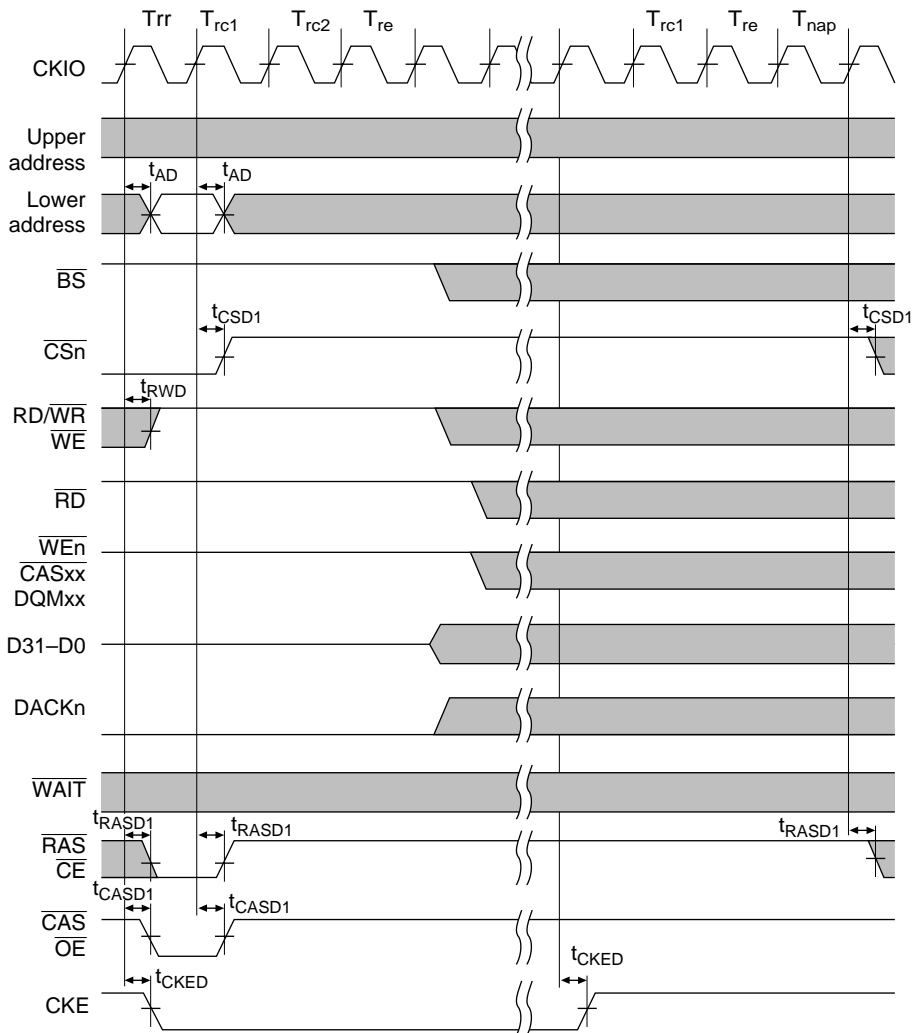 Trr Trc1 Trc2 Tre Trc1 Tre Tnap
CKIO
Upper
address
tAD tAD
Lower
address
BS
tCSD1 tCSD1
CSn
tRWD
RD/WR
WE
RD
WEn
CASxx
DQMxx
D31–D0
DACKn
WAIT
tRASD1 tRASD1 tRASD1
RAS
CE
tCASD1 tCASD1
CAS
OE
tCKED tCKED
CKE